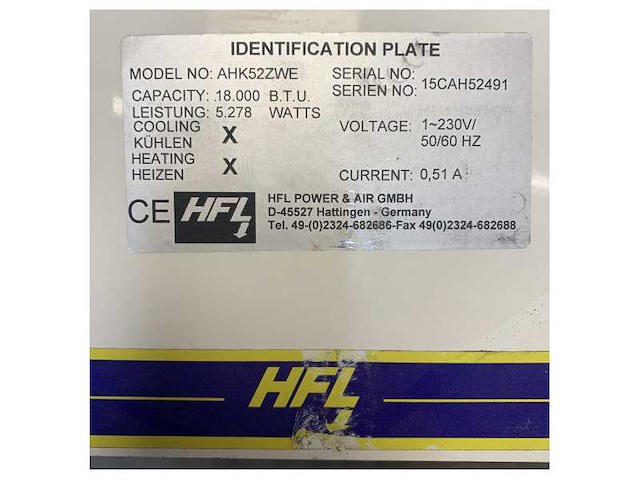 IDENTIFICATION PLATE
MODEL NO: AHK52ZWE
SERIAL NO:
SERIEN NO:
15CAH52491
CAPACITY: .18.000 B.T.U.
LEISTUNG: 5.278 WATTS
COOLING
KÜHLEN X
VOLTAGE: 1~230V/
50/60 HZ
HEATING
HEIZEN X
CURRENT: 0,51 A
CE HFL
HFL POWER & AIR GMBH
D-45527 Hattingen - Germany
Tel. 49-(0)2324-682686-Fax 49(0)2324-682688
HFL